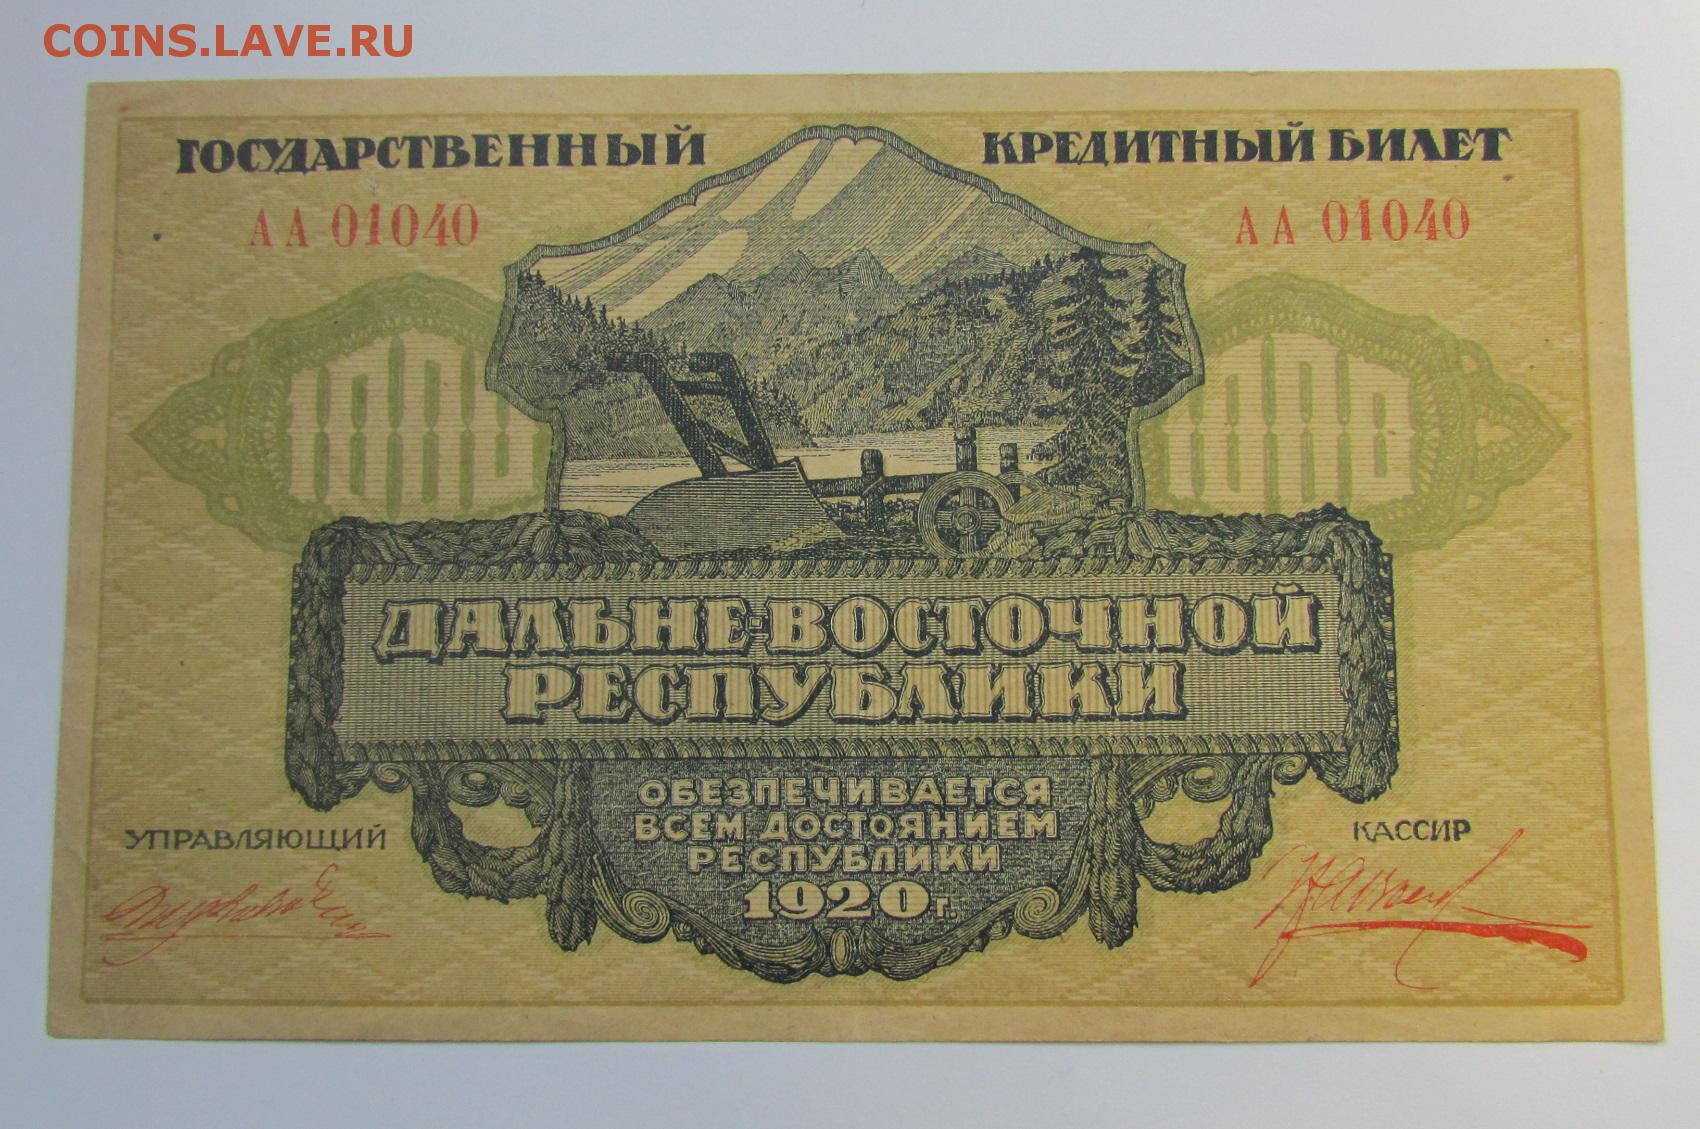 COINS.LAVE.RU
ГОСУДАРСТВЕННЫЙ КРЕДИТНЫЙ БИЛЕТ
АА 01040 АА 01040
1000 1000
ДАЛЬНЕ-ВОСТОЧНОЙ
РЕСПУБЛИКИ
ОБЕЗПЕЧИВАЕТСЯ
ВСЕМ ДОСТОЯНИЕМ
РЕСПУБЛИКИ
1920 г.
УПРАВЛЯЮЩИЙ КАССИР